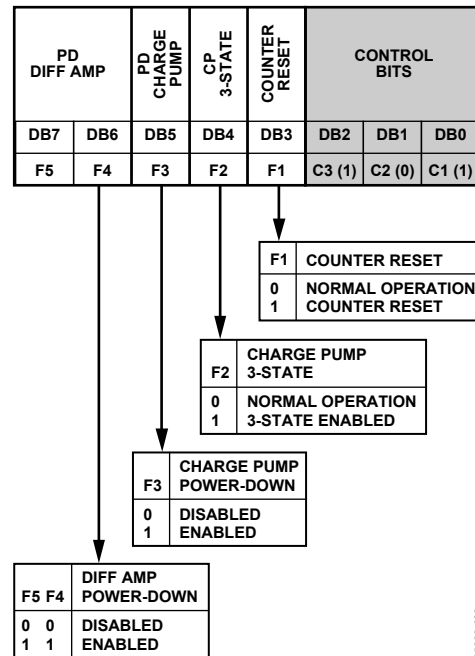 PD
DIFF AMP
PD
CHARGE
PUMP
CP
3-STATE
COUNTER
RESET
CONTROL
BITS
DB7 DB6 DB5 DB4 DB3 DB2 DB1 DB0
F5 F4 F3 F2 F1 C3 (1) C2 (0) C1 (1)
F1 COUNTER RESET
0 NORMAL OPERATION
1 COUNTER RESET
CHARGE PUMP
F2 3-STATE
0 NORMAL OPERATION
1 3-STATE ENABLED
CHARGE PUMP
F3 POWER-DOWN
0 DISABLED
1 ENABLED
DIFF AMP
F5 F4 POWER-DOWN
0 0 DISABLED
1 1 ENABLED